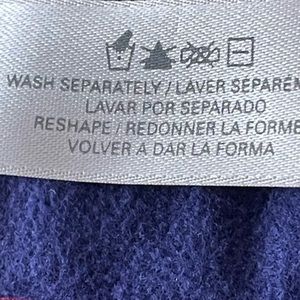 WASH SEPARATELY / LAVER SÉPARÉM
LAVAR POR SEPARADO
RESHAPE / REDONNER LA FORME
VOLVER A DAR LA FORMA